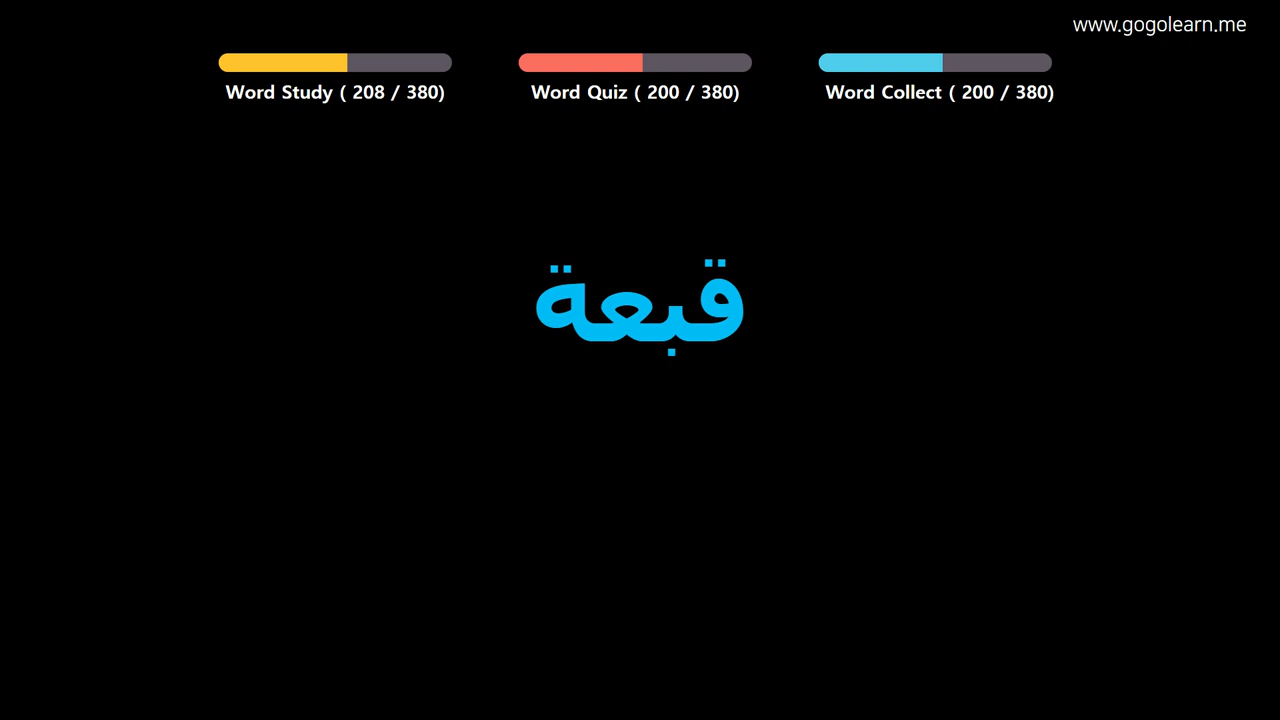 www.gogolearn.me
Word Study ( 208 / 380)
Word Quiz ( 200 / 380)
Word Collect ( 200 / 380)
قبعة